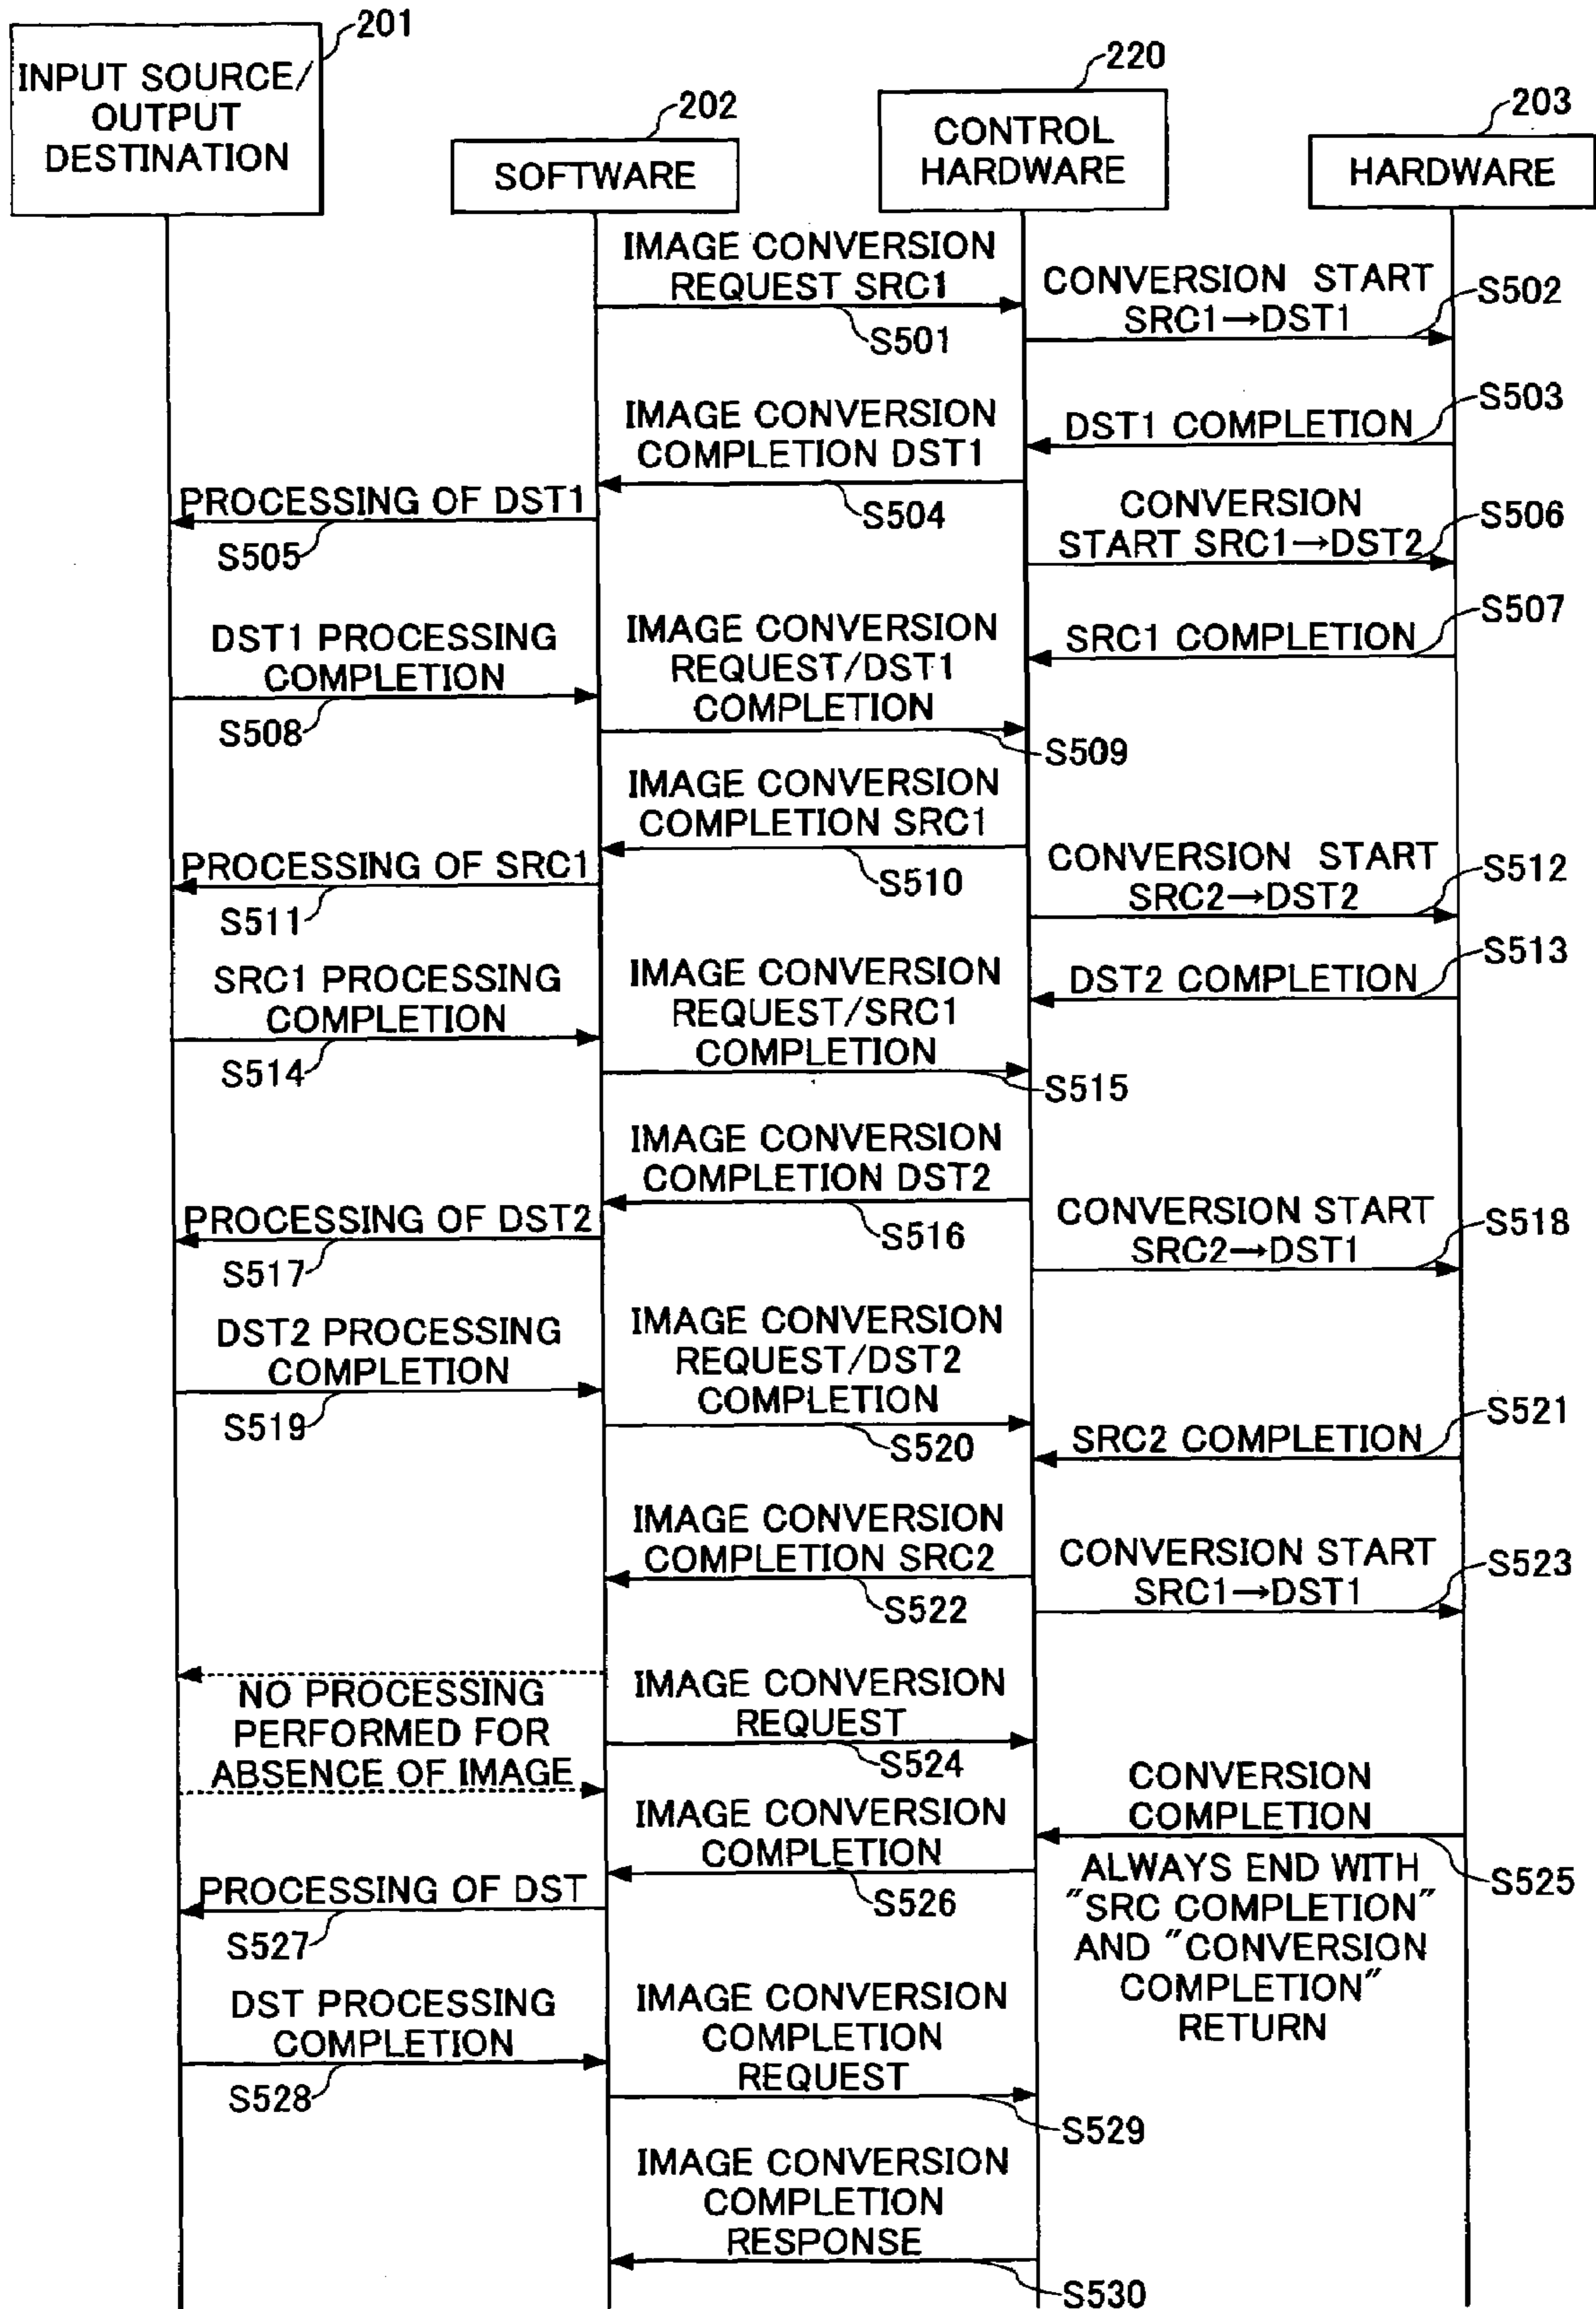 201
INPUT SOURCE/
OUTPUT
DESTINATION
202
SOFTWARE
220
CONTROL
HARDWARE
203
HARDWARE
IMAGE CONVERSION
REQUEST SRC1
S501
CONVERSION START
SRC1→DST1
S502
DST1 COMPLETION
S503
IMAGE CONVERSION
COMPLETION DST1
S504
PROCESSING OF DST1
S505
CONVERSION
START SRC1→DST2
S506
SRC1 COMPLETION
S507
DST1 PROCESSING
COMPLETION
S508
IMAGE CONVERSION
REQUEST/DST1
COMPLETION
S509
IMAGE CONVERSION
COMPLETION SRC1
S510
PROCESSING OF SRC1
S511
CONVERSION START
SRC2→DST2
S512
DST2 COMPLETION
S513
SRC1 PROCESSING
COMPLETION
S514
IMAGE CONVERSION
REQUEST/SRC1
COMPLETION
S515
IMAGE CONVERSION
COMPLETION DST2
S516
PROCESSING OF DST2
S517
CONVERSION START
SRC2→DST1
S518
DST2 PROCESSING
COMPLETION
S519
IMAGE CONVERSION
REQUEST/DST2
COMPLETION
S520
SRC2 COMPLETION
S521
IMAGE CONVERSION
COMPLETION SRC2
S522
CONVERSION START
SRC1→DST1
S523
NO PROCESSING
PERFORMED FOR
ABSENCE OF IMAGE
IMAGE CONVERSION
REQUEST
S524
CONVERSION
COMPLETION
S525
ALWAYS END WITH
"SRC COMPLETION"
AND "CONVERSION
COMPLETION"
RETURN
IMAGE CONVERSION
COMPLETION
S526
PROCESSING OF DST
S527
DST PROCESSING
COMPLETION
S528
IMAGE CONVERSION
COMPLETION
REQUEST
S529
IMAGE CONVERSION
COMPLETION
RESPONSE
S530